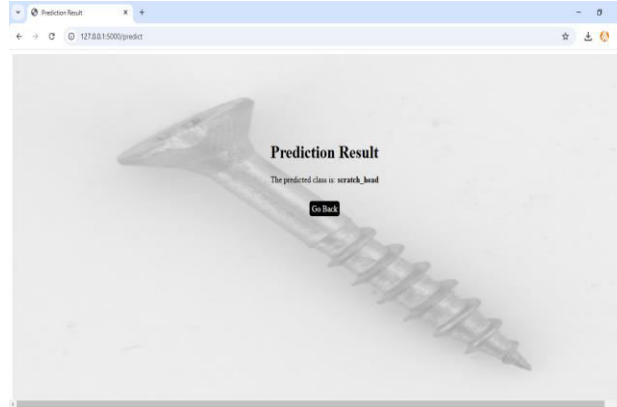 Prediction Result
127.0.0.1:5000/predict
Prediction Result
The predicted class is: scratch_head
Go Back